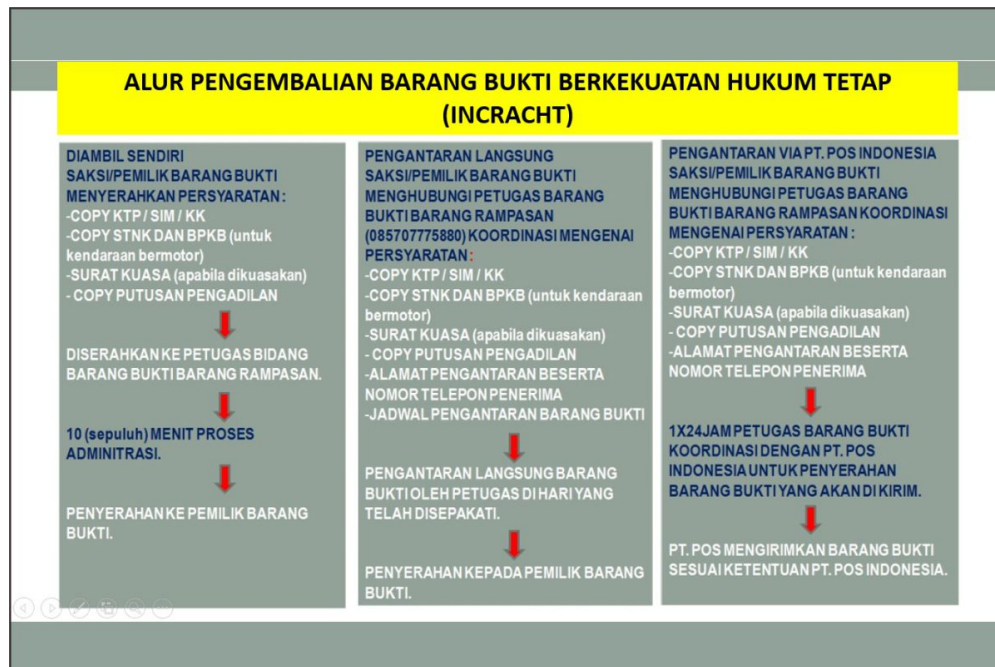 ALUR PENGEMBALIAN BARANG BUKTI BERKEKUATAN HUKUM TETAP
(INCRACHT)
DIAMBIL SENDIRI
SAKSI/PEMILIK BARANG BUKTI
MENYERAHKAN PERSYARATAN :
-COPY KTP / SIM / KK
-COPY STNK DAN BPKB (untuk
kendaraan bermotor)
-SURAT KUASA (apabila dikuasakan)
- COPY PUTUSAN PENGADILAN
DISERAHKAN KE PETUGAS BIDANG
BARANG BUKTI BARANG RAMPASAN.
10 (sepuluh) MENIT PROSES
ADMINITRASI.
PENYERAHAN KE PEMILIK BARANG
BUKTI.
PENGANTARAN LANGSUNG
SAKSI/PEMILIK BARANG BUKTI
MENGHUBUNGI PETUGAS BARANG
BUKTI BARANG RAMPASAN
(085707775880) KOORDINASI MENGENAI
PERSYARATAN :
-COPY KTP / SIM / KK
-COPY STNK DAN BPKB (untuk kendaraan
bermotor)
-SURAT KUASA (apabila dikuasakan)
- COPY PUTUSAN PENGADILAN
-ALAMAT PENGANTARAN BESERTA
NOMOR TELEPON PENERIMA
-JADWAL PENGANTARAN BARANG BUKTI
PENGANTARAN LANGSUNG BARANG
BUKTI OLEH PETUGAS DI HARI YANG
TELAH DISEPAKATI.
PENYERAHAN KEPADA PEMILIK BARANG
BUKTI.
PENGANTARAN VIA PT. POS INDONESIA
SAKSI/PEMILIK BARANG BUKTI
MENGHUBUNGI PETUGAS BARANG
BUKTI BARANG RAMPASAN KOORDINASI
MENGENAI PERSYARATAN :
-COPY KTP / SIM / KK
-COPY STNK DAN BPKB (untuk kendaraan
bermotor)
-SURAT KUASA (apabila dikuasakan)
- COPY PUTUSAN PENGADILAN
-ALAMAT PENGANTARAN BESERTA
NOMOR TELEPON PENERIMA
1X24JAM PETUGAS BARANG BUKTI
KOORDINASI DENGAN PT. POS
INDONESIA UNTUK PENYERAHAN
BARANG BUKTI YANG AKAN DI KIRIM.
PT. POS MENGIRIMKAN BARANG BUKTI
SESUAI KETENTUAN PT. POS INDONESIA.